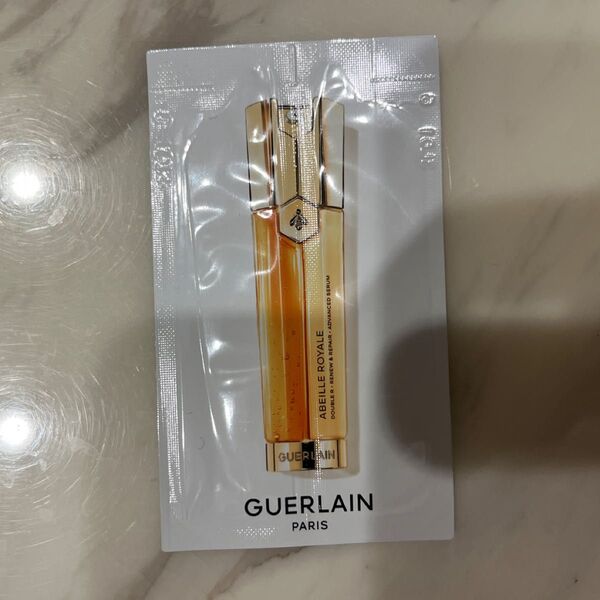 ABEILLE ROYALE
DOUBLE R • RENEW & REPAIR • ADVANCED SERUM
GUERLAIN
GUERLAIN
PARIS